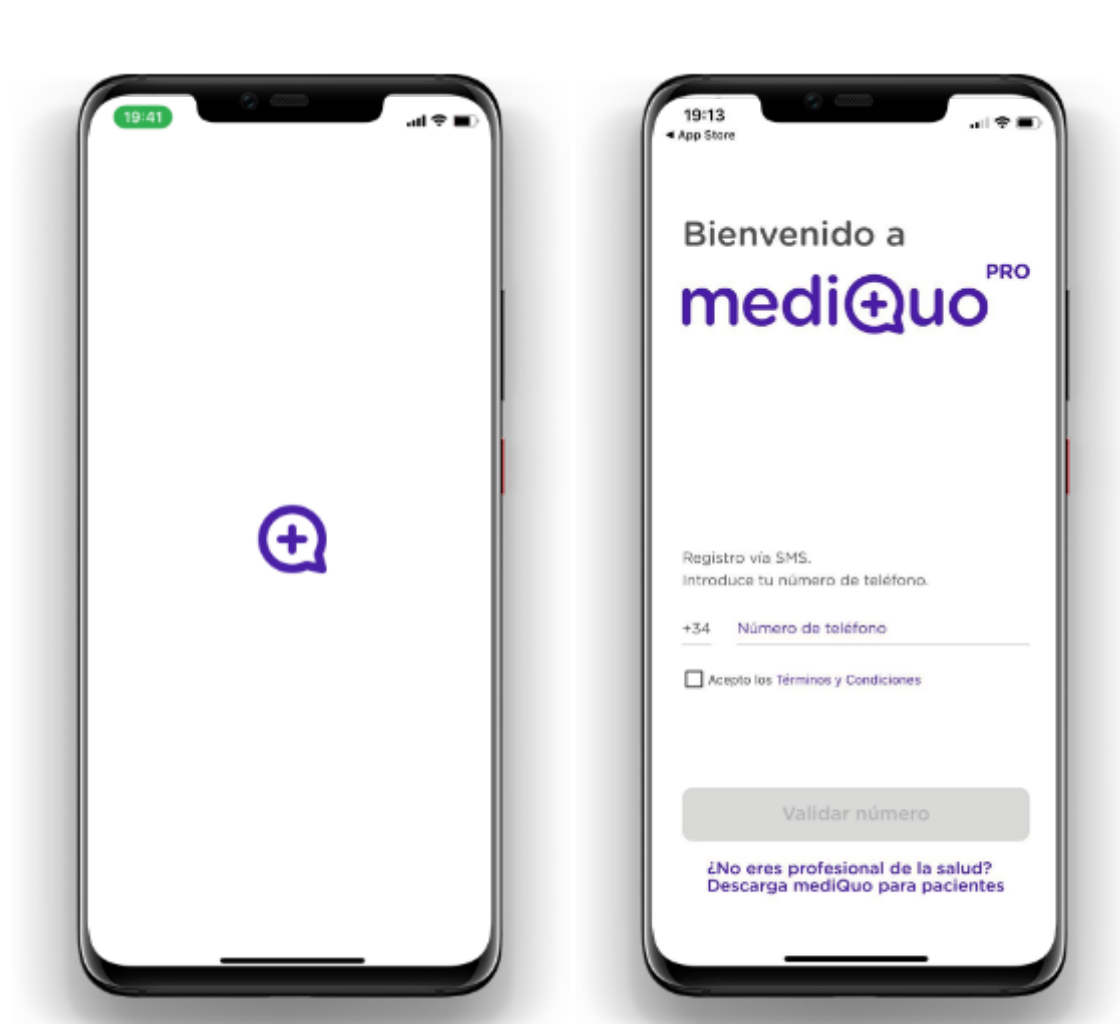 19:41
19:13
◀ App Store
Bienvenido a
mediQuo PRO
Registro vía SMS.
Introduce tu número de teléfono.
+34 Número de teléfono
Acepto los Términos y Condiciones
Validar número
¿No eres profesional de la salud?
Descarga mediQuo para pacientes